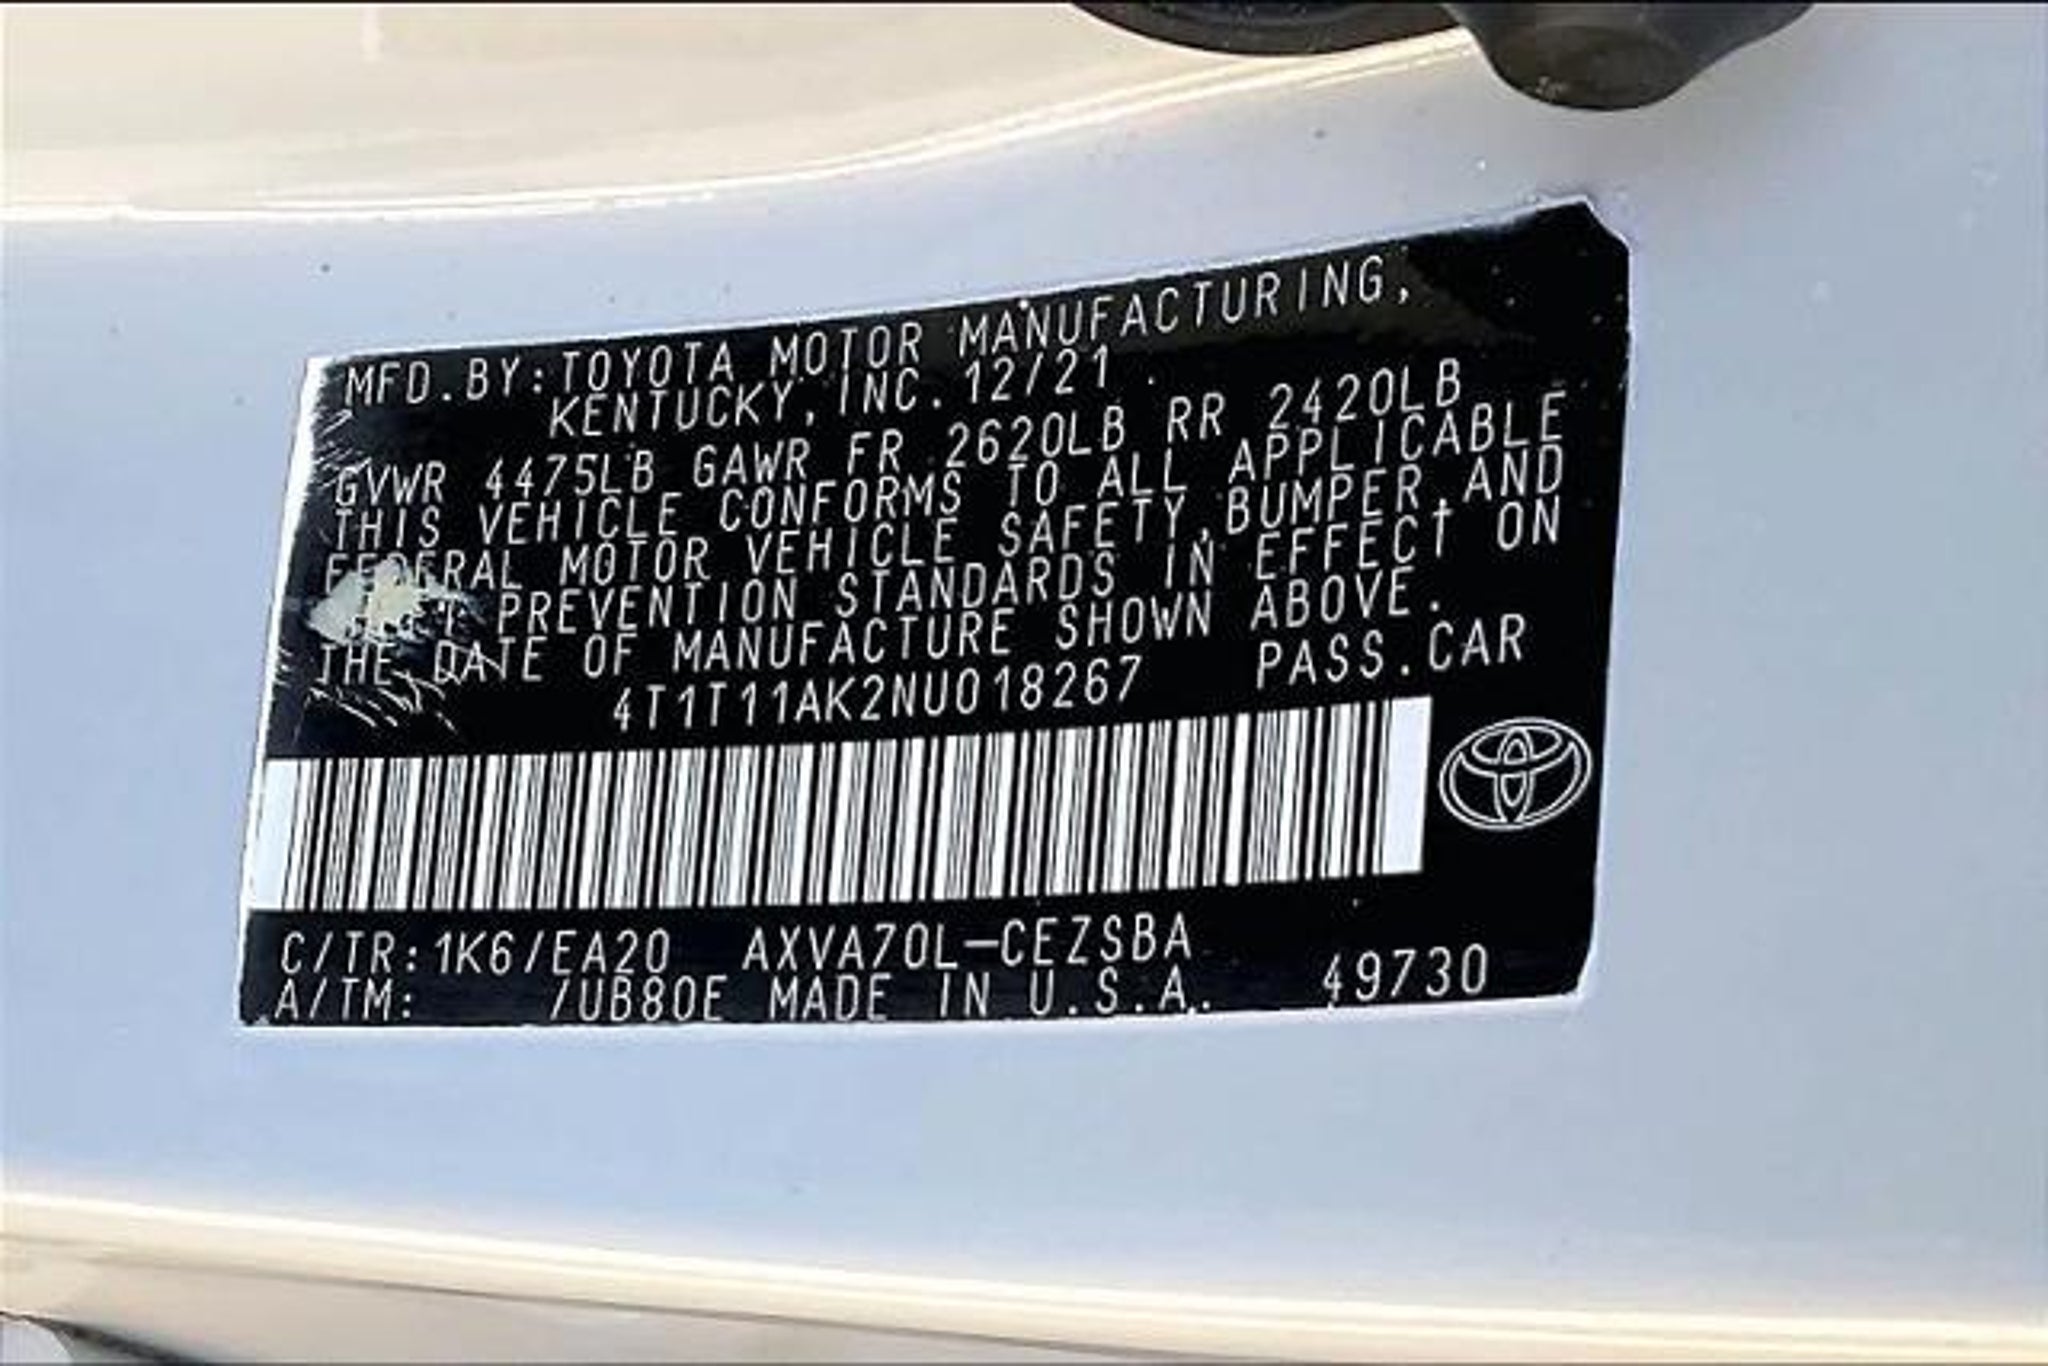 MFD.BY:TOYOTA MOTOR MANUFACTURING,
KENTUCKY,INC.12/21
GVWR 4475LB GAWR FR 2620LB RR 2420LB
THIS VEHICLE CONFORMS TO ALL APPLICABLE
FEDERAL MOTOR VEHICLE SAFETY,BUMPER,AND
PREVENTION STANDARDS IN EFFECT ON
THE DATE OF MANUFACTURE SHOWN ABOVE.
4T1T11AK2NU018267 PASS.CAR
C/TR:1K6/EA20 AXVA70L-CEZSBA
A/TM: /UB80E MADE IN U.S.A. 49730